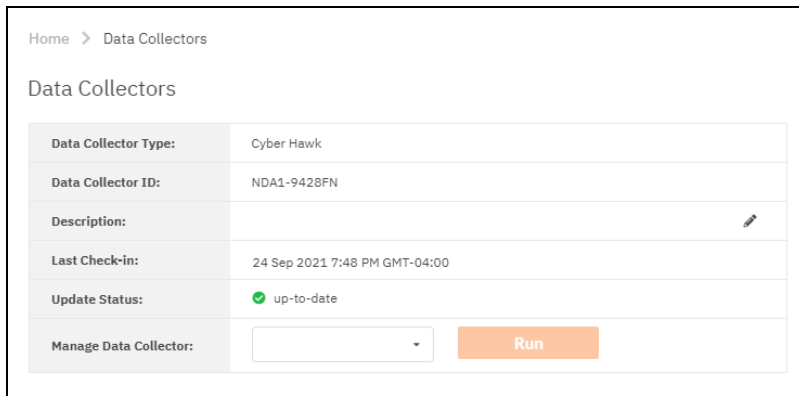 Home > Data Collectors
Data Collectors
Data Collector Type: Cyber Hawk
Data Collector ID: NDA1-9428FN
Description:
Last Check-in: 24 Sep 2021 7:48 PM GMT-04:00
Update Status: up-to-date
Manage Data Collector: Run